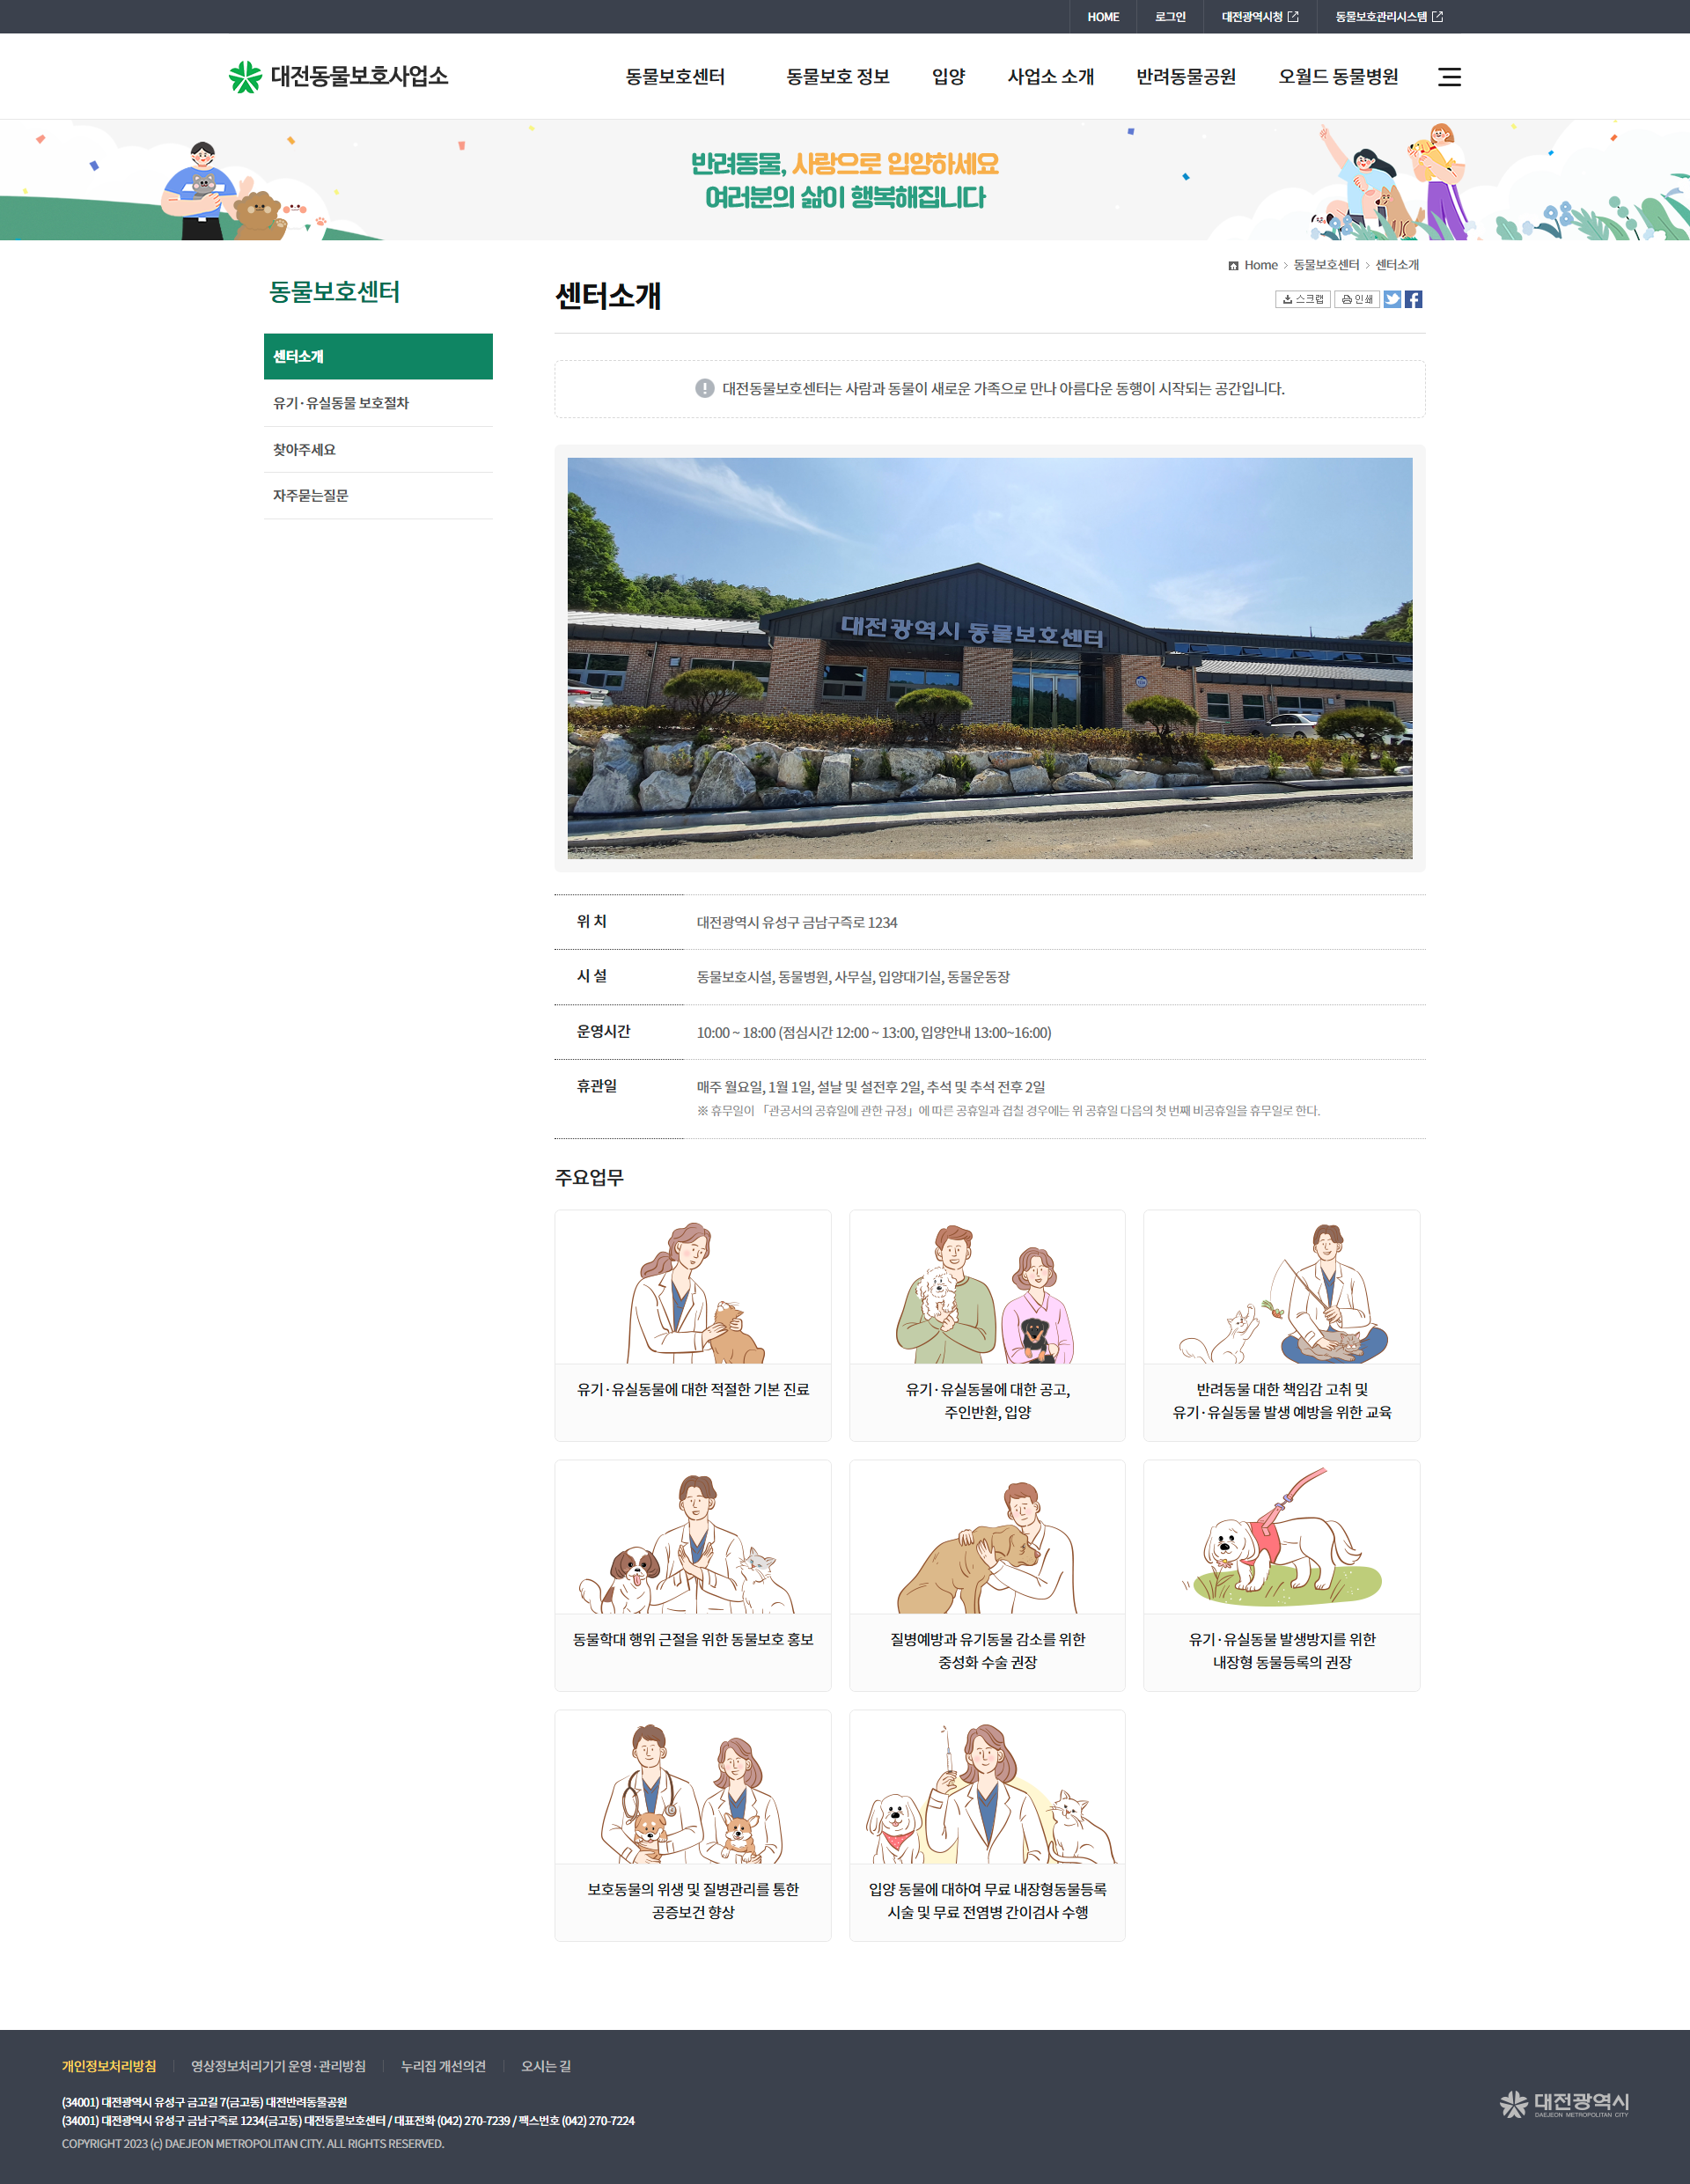 HOME
로그인
대전광역시청
동물보호관리시스템
대전동물보호사업소
동물보호센터
동물보호 정보
입양
사업소 소개
반려동물공원
오월드 동물병원
반려동물, 사랑으로 입양하세요
여러분의 삶이 행복해집니다
Home > 동물보호센터 > 센터소개
동물보호센터
센터소개
유기·유실동물 보호절차
찾아주세요
자주묻는질문
센터소개
스크랩
인쇄
대전동물보호센터는 사람과 동물이 새로운 가족으로 만나 아름다운 동행이 시작되는 공간입니다.
대전광역시 동물보호센터
위 치
대전광역시 유성구 금남구즉로 1234
시 설
동물보호시설, 동물병원, 사무실, 입양대기실, 동물운동장
운영시간
10:00 ~ 18:00 (점심시간 12:00 ~ 13:00, 입양안내 13:00~16:00)
휴관일
매주 월요일, 1월 1일, 설날 및 설전후 2일, 추석 및 추석 전후 2일
※ 휴무일이 「관공서의 공휴일에 관한 규정」에 따른 공휴일과 겹칠 경우에는 위 공휴일 다음의 첫 번째 비공휴일을 휴무일로 한다.
주요업무
유기·유실동물에 대한 적절한 기본 진료
유기·유실동물에 대한 공고,
주인반환, 입양
반려동물 대한 책임감 고취 및
유기·유실동물 발생 예방을 위한 교육
동물학대 행위 근절을 위한 동물보호 홍보
질병예방과 유기동물 감소를 위한
중성화 수술 권장
유기·유실동물 발생방지를 위한
내장형 동물등록의 권장
보호동물의 위생 및 질병관리를 통한
공증보건 향상
입양 동물에 대하여 무료 내장형동물등록
시술 및 무료 전염병 간이검사 수행
개인정보처리방침
영상정보처리기기 운영·관리방침
누리집 개선의견
오시는 길
(34001) 대전광역시 유성구 금고길 7(금고동) 대전반려동물공원
(34001) 대전광역시 유성구 금남구즉로 1234(금고동) 대전동물보호센터 / 대표전화 (042) 270-7239 / 팩스번호 (042) 270-7224
COPYRIGHT 2023 (c) DAEJEON METROPOLITAN CITY. ALL RIGHTS RESERVED.
대전광역시
DAEJEON METROPOLITAN CITY